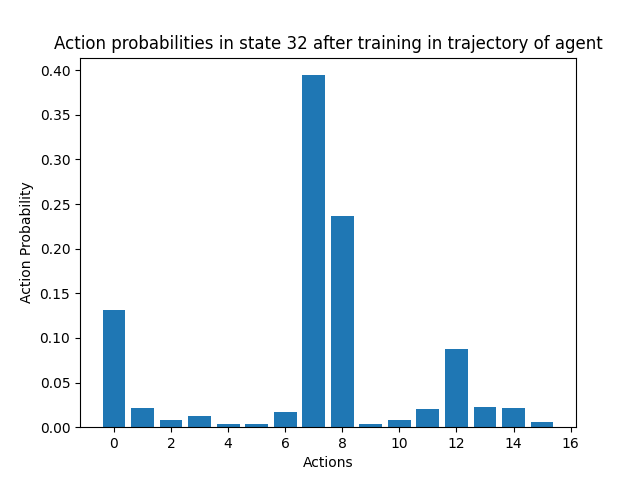 Action probabilities in state 32 after training in trajectory of agent
0.40
0.35
0.30
0.25
0.20
0.15
0.10
0.05
0.00
Action Probability
0 2 4 6 8 10 12 14 16
Actions